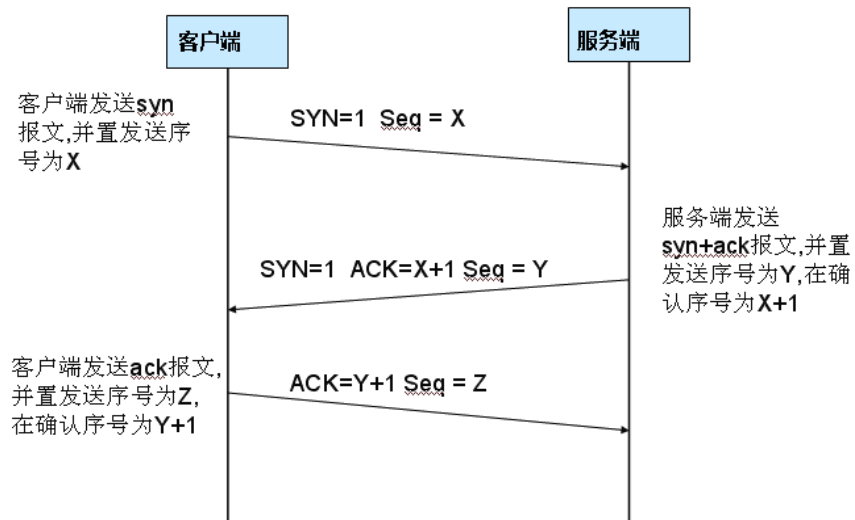 客户端
服务端
客户端发送syn
报文,并置发送序
号为X
SYN=1 Seq = X
服务端发送
syn+ack报文,并置
发送序号为Y,在确
认序号为X+1
SYN=1 ACK=X+1 Seq = Y
客户端发送ack报文,
并置发送序号为Z,
在确认序号为Y+1
ACK=Y+1 Seq = Z